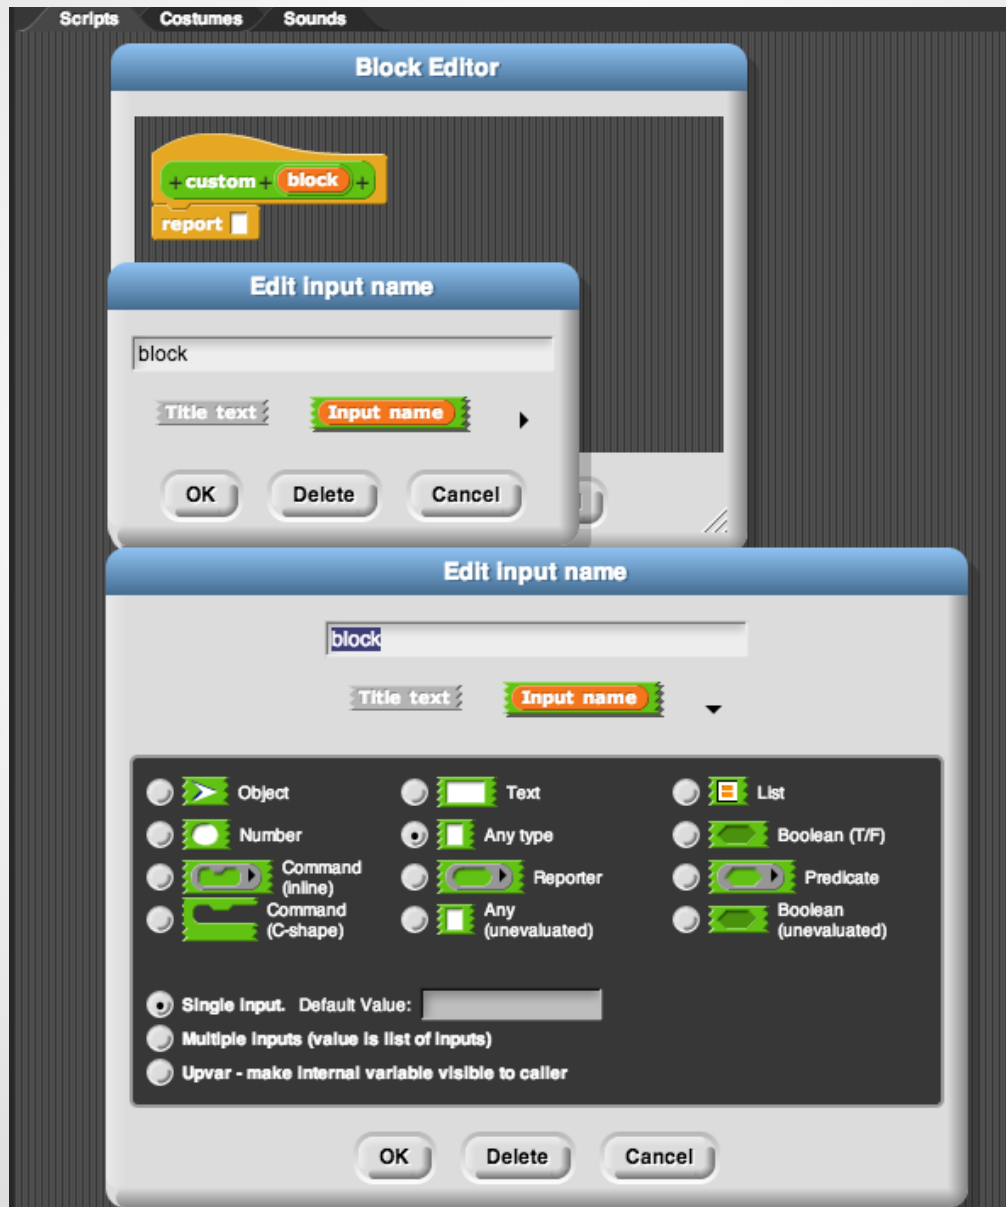 Scripts Costumes Sounds
Block Editor
+ custom + block +
report
Edit input name
block
Title text Input name
OK Delete Cancel
Edit input name
block
Title text Input name
Object Text List
Number Any type Boolean (T/F)
Command (inline) Reporter Predicate
Command (C-shape) Any (unevaluated) Boolean (unevaluated)
Single input. Default Value:
Multiple inputs (value is list of inputs)
Upvar - make internal variable visible to caller
OK Delete Cancel